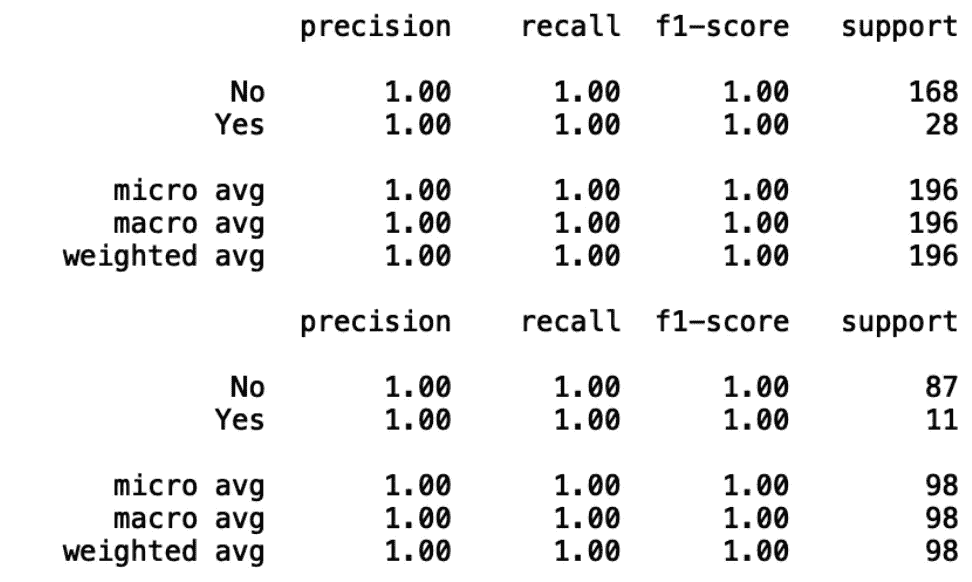 precision recall f1-score support
No 1.00 1.00 1.00 168
Yes 1.00 1.00 1.00 28
micro avg 1.00 1.00 1.00 196
macro avg 1.00 1.00 1.00 196
weighted avg 1.00 1.00 1.00 196
precision recall f1-score support
No 1.00 1.00 1.00 87
Yes 1.00 1.00 1.00 11
micro avg 1.00 1.00 1.00 98
macro avg 1.00 1.00 1.00 98
weighted avg 1.00 1.00 1.00 98